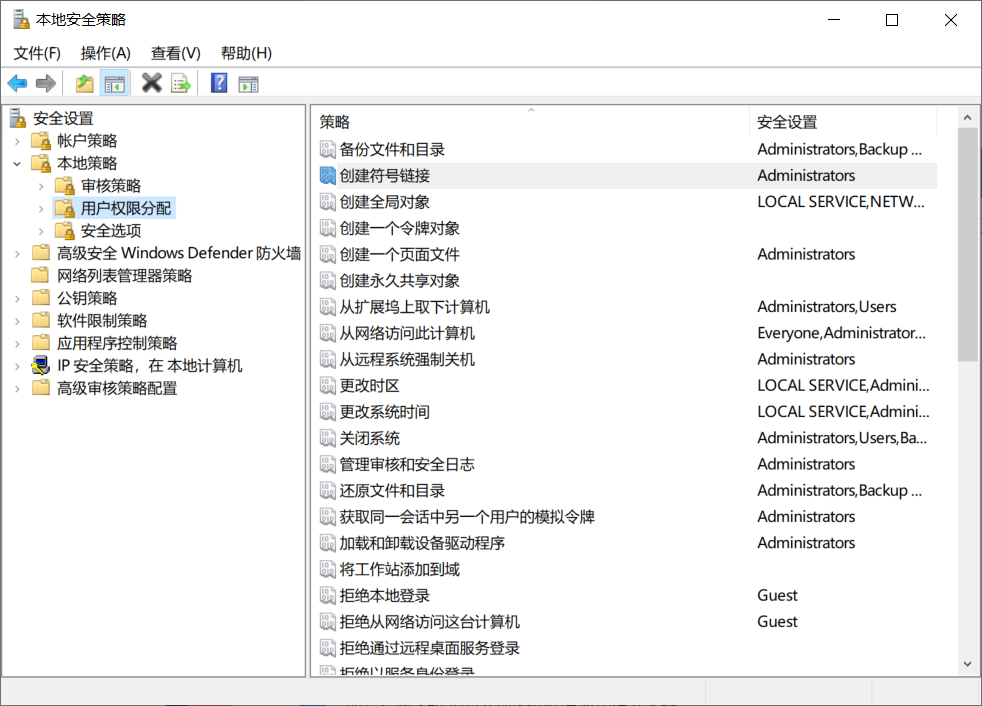 本地安全策略
文件(F) 操作(A) 查看(V) 帮助(H)
安全设置
帐户策略
本地策略
审核策略
用户权限分配
安全选项
高级安全 Windows Defender 防火墙
网络列表管理器策略
公钥策略
软件限制策略
应用程序控制策略
IP 安全策略，在 本地计算机
高级审核策略配置
策略 安全设置
备份文件和目录 Administrators,Backup ...
创建符号链接 Administrators
创建全局对象 LOCAL SERVICE,NETW...
创建一个令牌对象
创建一个页面文件 Administrators
创建永久共享对象
从扩展坞上取下计算机 Administrators,Users
从网络访问此计算机 Everyone,Administrator...
从远程系统强制关机 Administrators
更改时区 LOCAL SERVICE,Admini...
更改系统时间 LOCAL SERVICE,Admini...
关闭系统 Administrators,Users,Ba...
管理审核和安全日志 Administrators
还原文件和目录 Administrators,Backup ...
获取同一会话中另一个用户的模拟令牌 Administrators
加载和卸载设备驱动程序 Administrators
将工作站添加到域
拒绝本地登录 Guest
拒绝从网络访问这台计算机 Guest
拒绝通过远程桌面服务登录
拒绝以服务身份登录